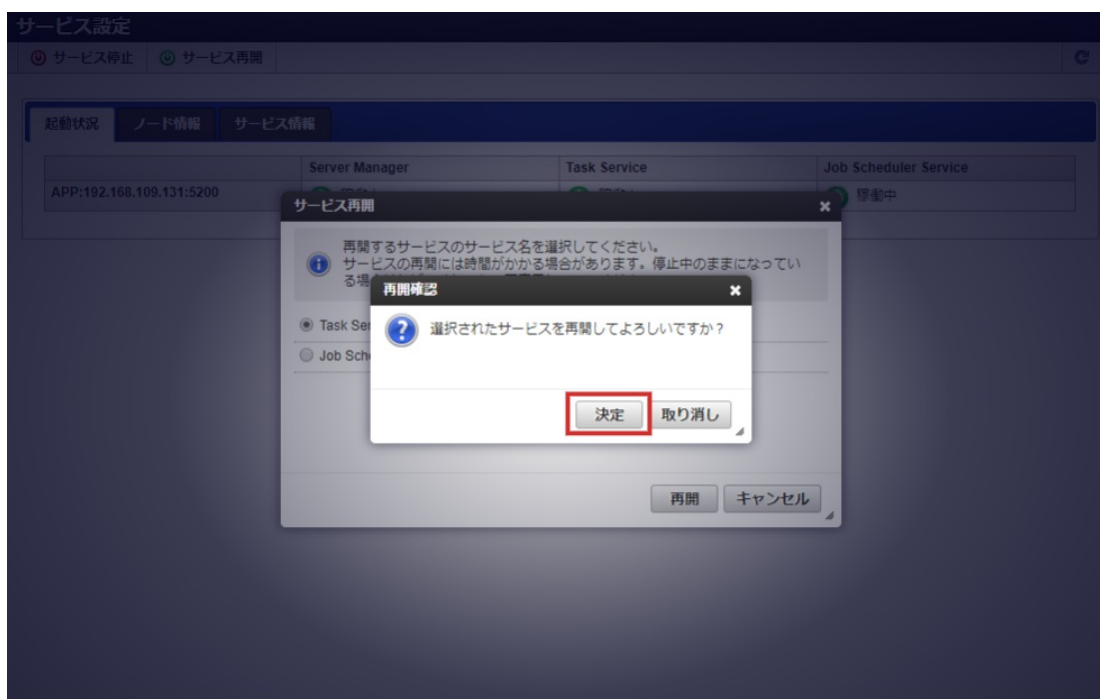 サービス設定
サービス停止 サービス再開
起動状況 ノード情報 サービス情報
Server Manager Task Service Job Scheduler Service
APP:192.168.109.131:5200 稼動中
サービス再開
再開するサービスのサービス名を選択してください。
サービスの再開には時間がかかる場合があります。停止中のままになってい
る場
再開確認
Task Ser
選択されたサービスを再開してよろしいですか?
Job Sch
決定 取り消し
再開 キャンセル